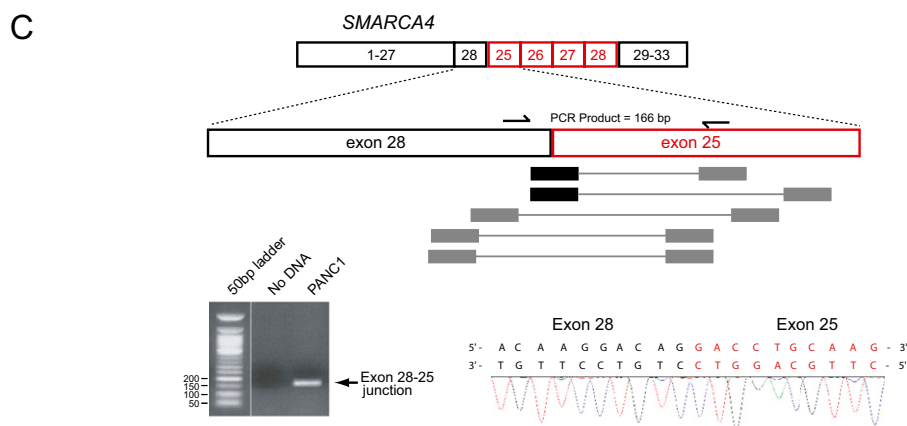 C
SMARCA4
1-27 28 25 26 27 28 29-33
PCR Product = 166 bp
exon 28 exon 25
50bp ladder No DNA PANC1
200
150
100
50
Exon 28-25
junction
Exon 28 Exon 25
5'- A C A A G G A C A G G A C C T G C A A G - 3'
3'- T G T T C C T G T C C T G G A C G T T C - 5'